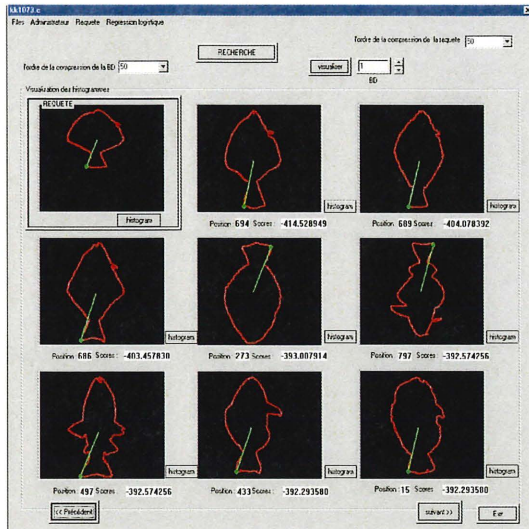 kk1073.c
Files Administrateur Requete Regression logistique
l'ordre de la compression de la requete 50
RECHERCHE
l'ordre de la compression de la BD 50
visualiser 1
BD
Visualisation des histogrammes
REQUETE
histogram
histogram
histogram
Position 694 Scores: -414.528949
Position 689 Scores: -404.078392
histogram
histogram
histogram
Position 686 Scores: -403.457830
Position 273 Scores: -393.007914
Position 797 Scores: -392.574256
histogram
histogram
histogram
Position 497 Scores -392.574256
Position 433 Scores -392.293580
Position 15 Scores -392.293580
<< Précédent
suivant >>